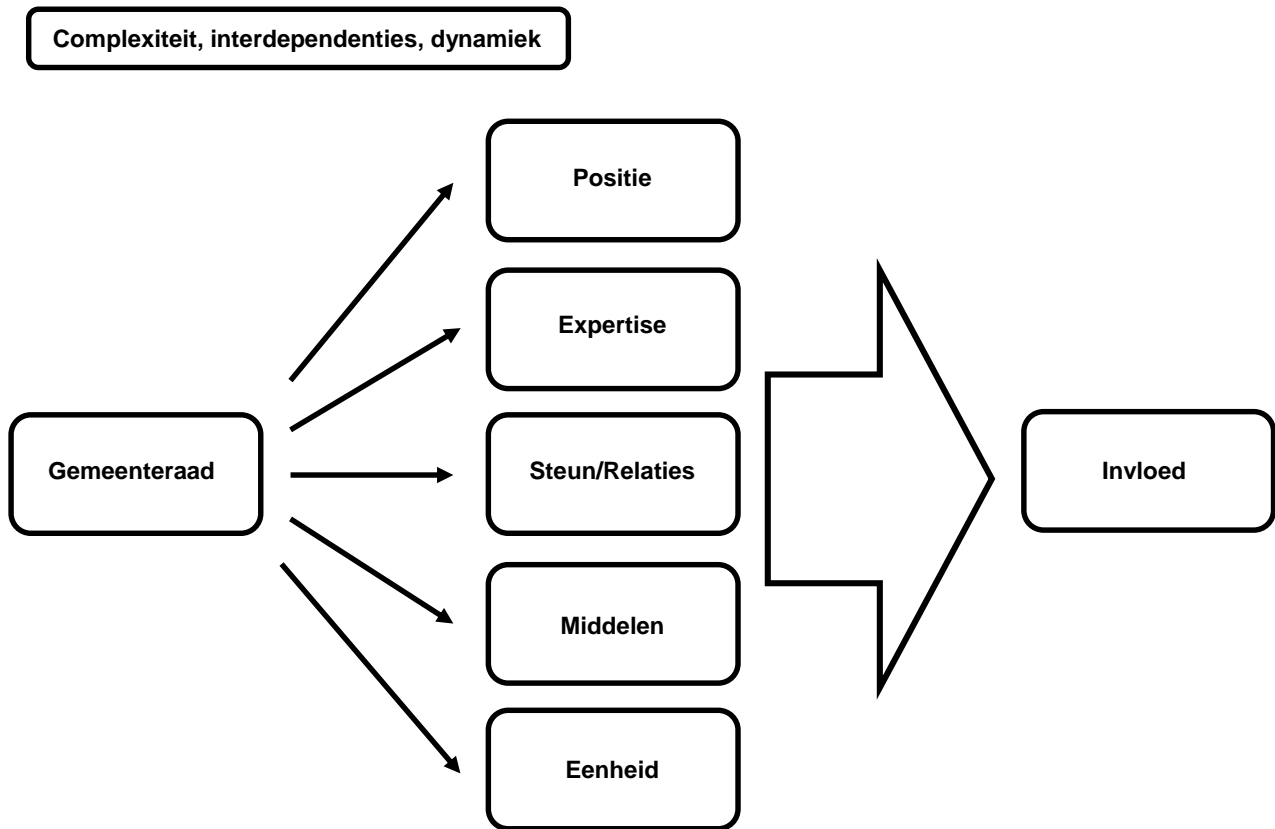 Complexiteit, interdependenties, dynamiek
Positie
Expertise
Gemeenteraad
Steun/Relaties
Invloed
Middelen
Eenheid